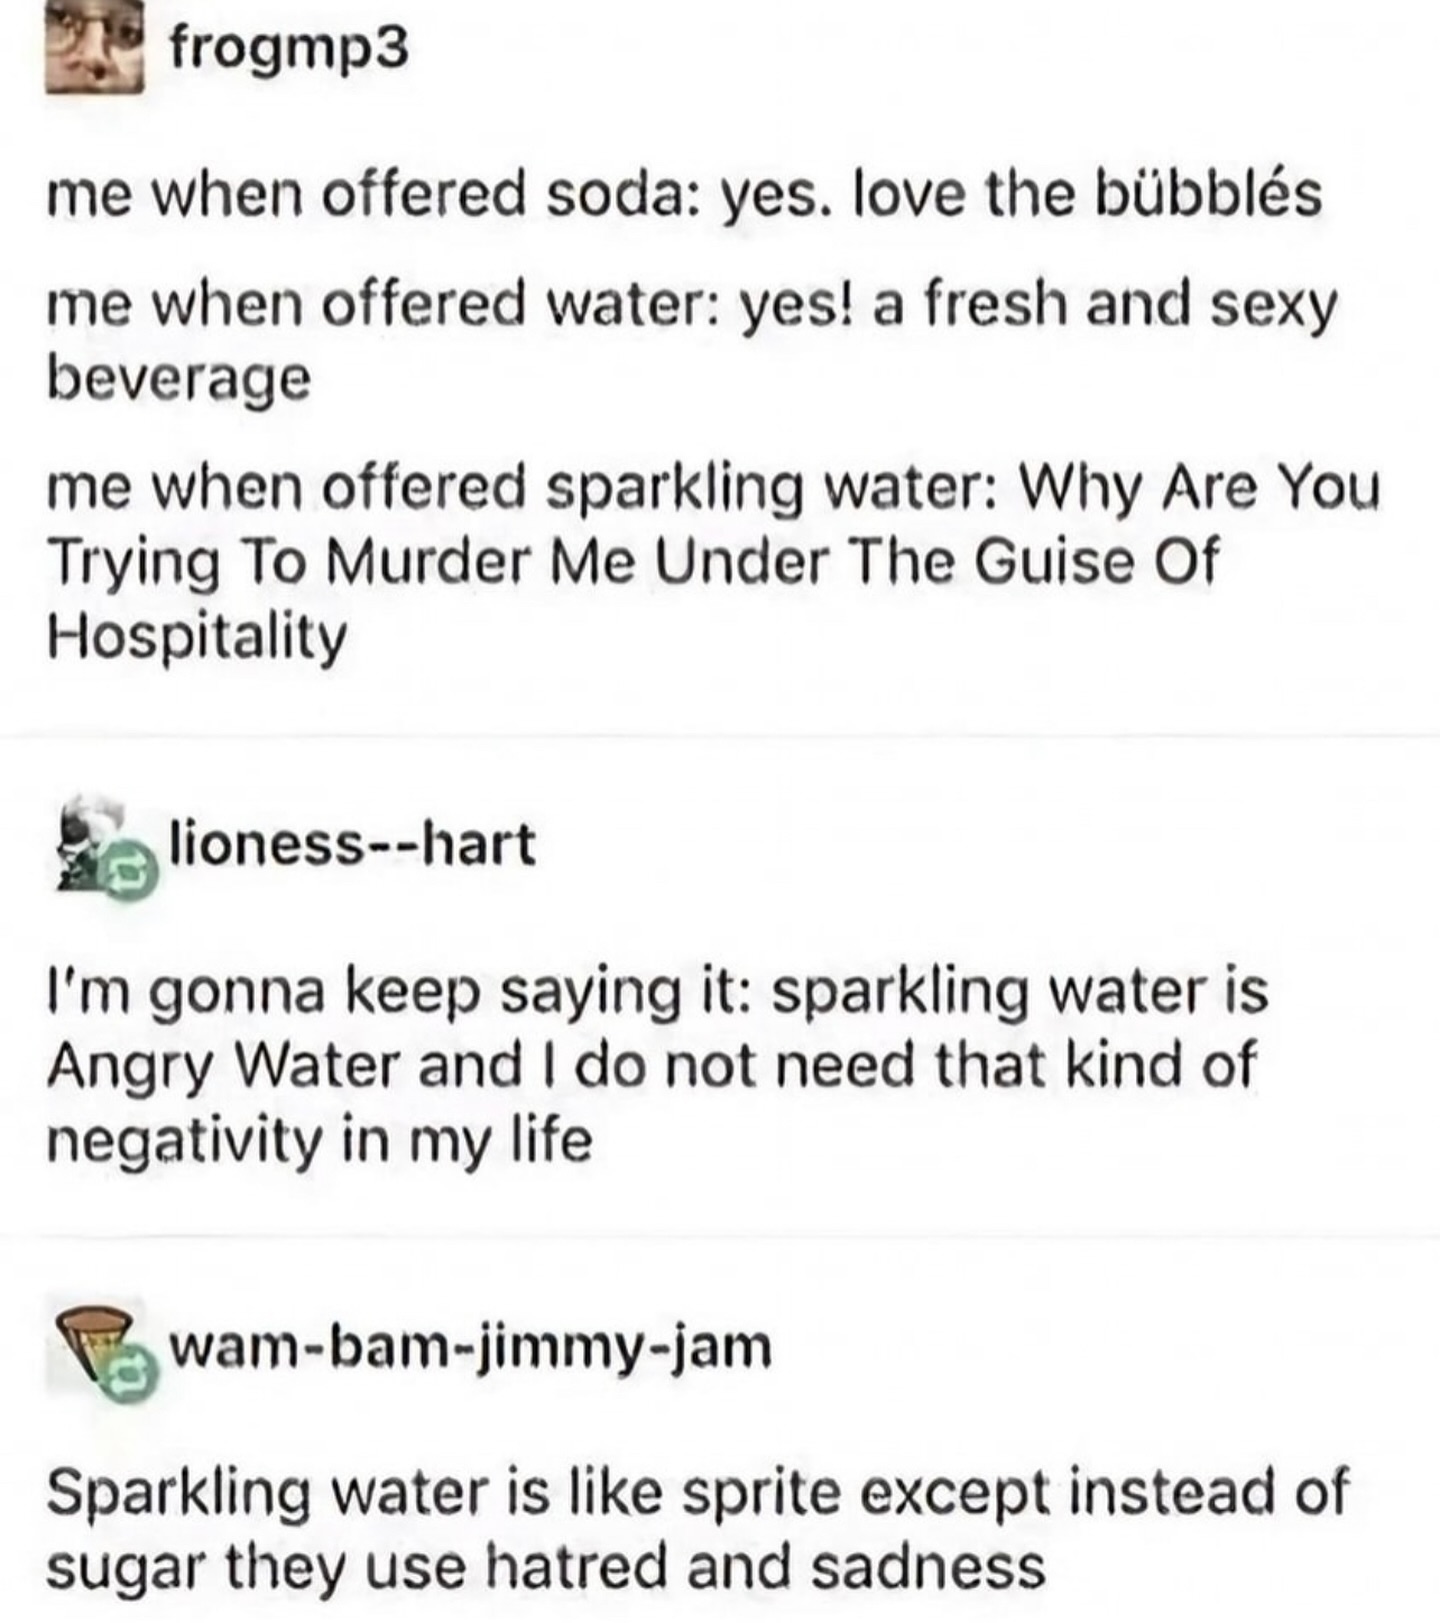 frogmp3
me when offered soda: yes. love the bübblés
me when offered water: yes! a fresh and sexy
beverage
me when offered sparkling water: Why Are You
Trying To Murder Me Under The Guise Of
Hospitality
lioness--hart
I'm gonna keep saying it: sparkling water is
Angry Water and I do not need that kind of
negativity in my life
wam-bam-jimmy-jam
Sparkling water is like sprite except instead of
sugar they use hatred and sadness